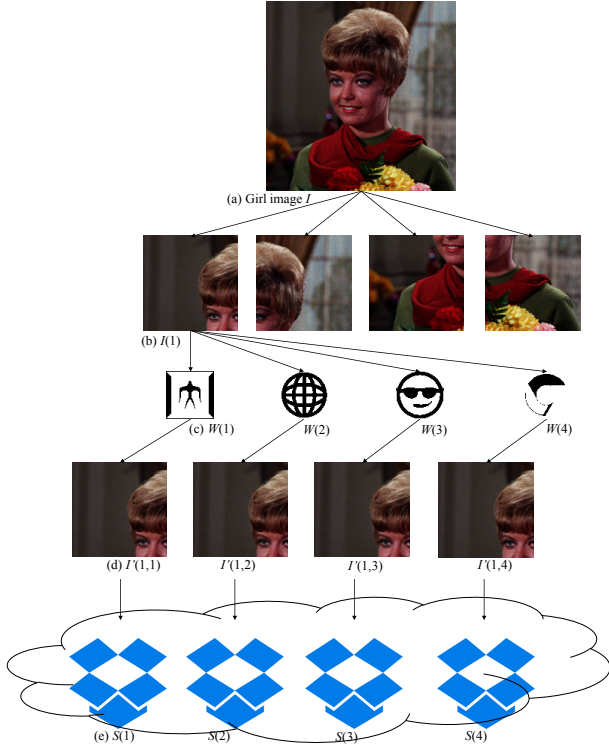 (a) Girl image I
(b) I(1)
(c) W(1)
W(2)
W(3)
W(4)
(d) I'(1,1)
I'(1,2)
I'(1,3)
I'(1,4)
(e) S(1)
S(2)
S(3)
S(4)